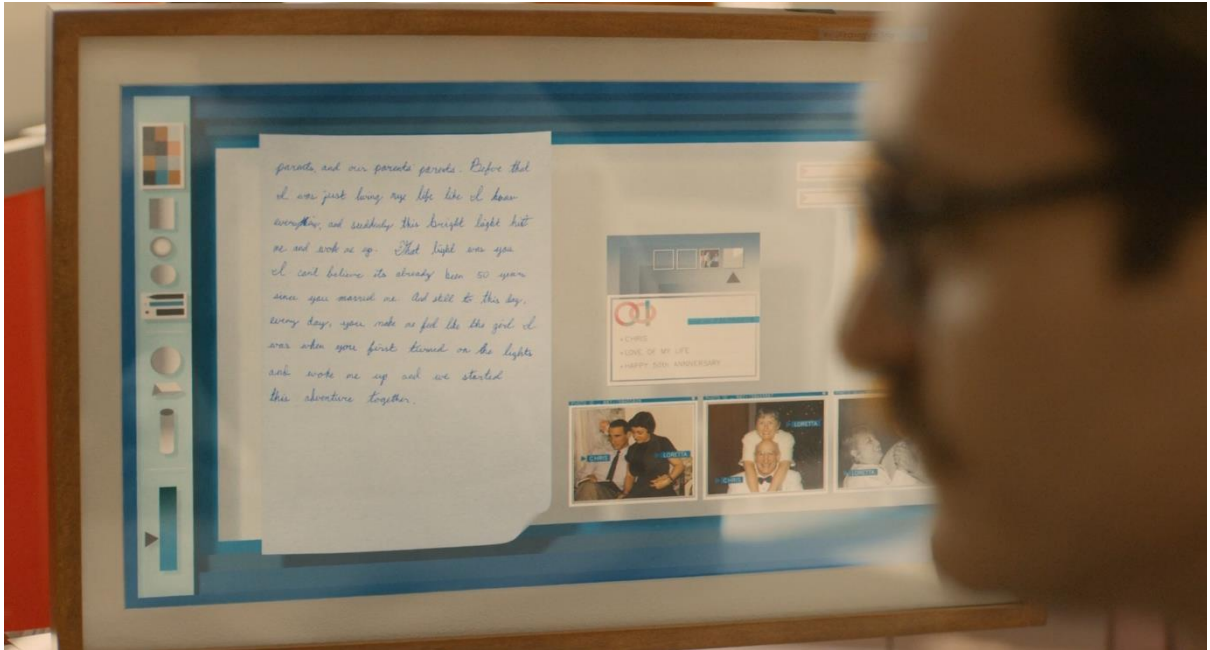 parents, and our parents parents. Before that
I was just living my life like I knew
everything, and suddenly this bright light hit
me and woke me up. That light was you
I can't believe its already been 50 years
since you married me. And still to this day,
every day, you make me feel like the girl I
was when you first turned on the lights
and woke me up and we started
this adventure together.
CHRIS
LOVE OF MY LIFE
HAPPY 50th ANNIVERSARY
CHRIS
LORETTA
LORETTA
CHRIS
LORETTA